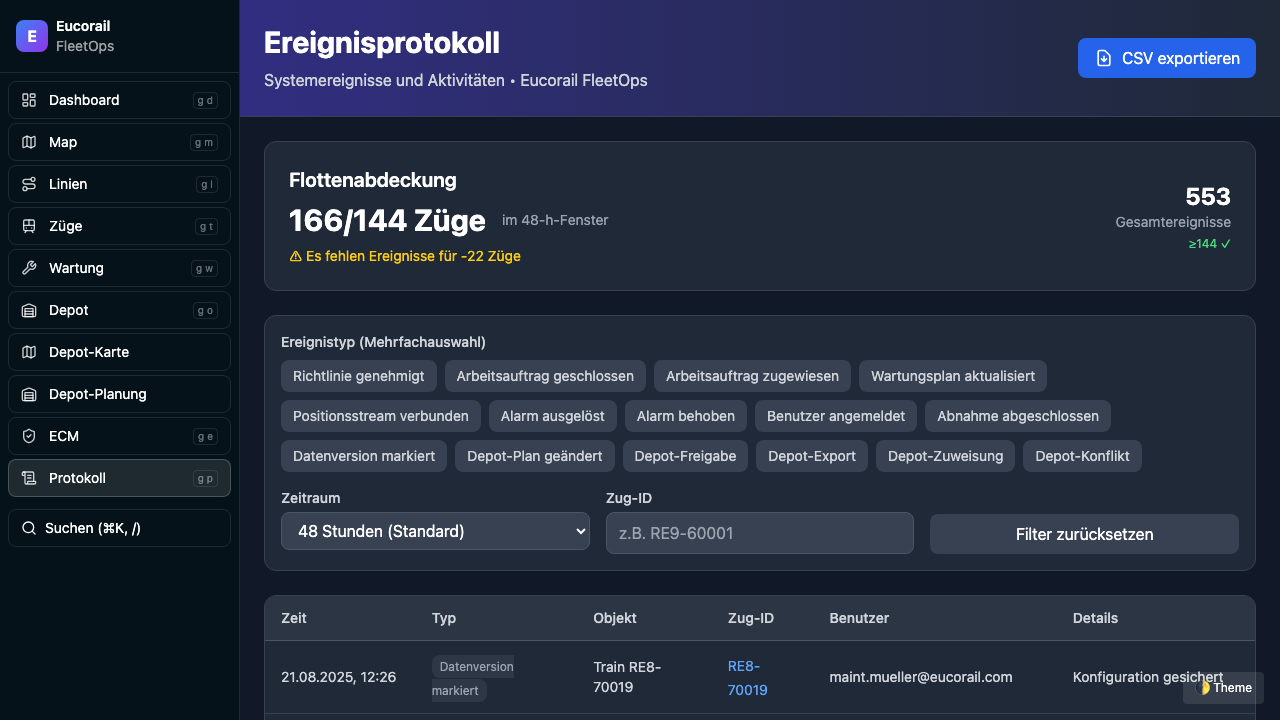 E
Eucorail
FleetOps
Dashboard g d
Map g m
Linien g l
Züge g t
Wartung g w
Depot g o
Depot-Karte
Depot-Planung
ECM g e
Protokoll g p
Suchen (⌘K, /)
Ereignisprotokoll
Systemereignisse und Aktivitäten • Eucorail FleetOps
CSV exportieren
Flottenabdeckung
166/144 Züge im 48-h-Fenster
⚠ Es fehlen Ereignisse für -22 Züge
553
Gesamtereignisse
≥144 ✓
Ereignistyp (Mehrfachauswahl)
Richtlinie genehmigt Arbeitsauftrag geschlossen Arbeitsauftrag zugewiesen Wartungsplan aktualisiert
Positionsstream verbunden Alarm ausgelöst Alarm behoben Benutzer angemeldet Abnahme abgeschlossen
Datenversion markiert Depot-Plan geändert Depot-Freigabe Depot-Export Depot-Zuweisung Depot-Konflikt
Zeitraum Zug-ID
48 Stunden (Standard) z.B. RE9-60001 Filter zurücksetzen
Zeit Typ Objekt Zug-ID Benutzer Details
21.08.2025, 12:26 Datenversion markiert Train RE8-70019 RE8-70019 maint.mueller@eucorail.com Konfiguration gesichert
Theme